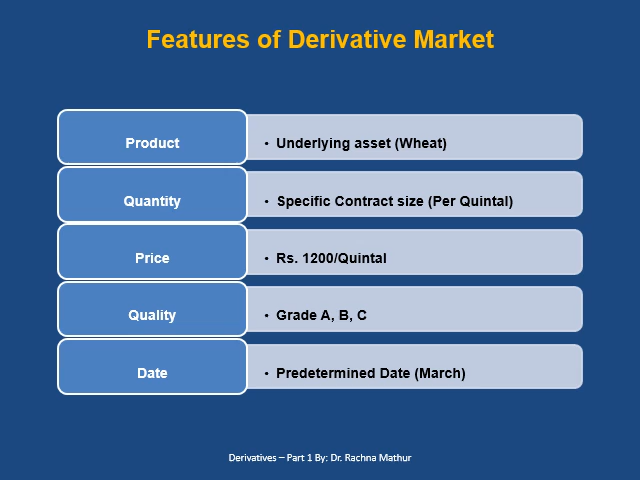 Features of Derivative Market
Product
• Underlying asset (Wheat)
Quantity
• Specific Contract size (Per Quintal)
Price
• Rs. 1200/Quintal
Quality
• Grade A, B, C
Date
• Predetermined Date (March)
Derivatives – Part 1 By: Dr. Rachna Mathur